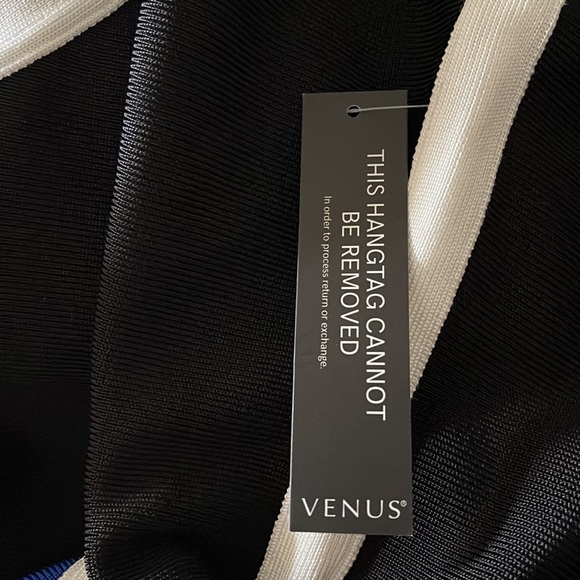 THIS HANGTAG CANNOT
BE REMOVED
In order to process return or exchange.
VENUS®